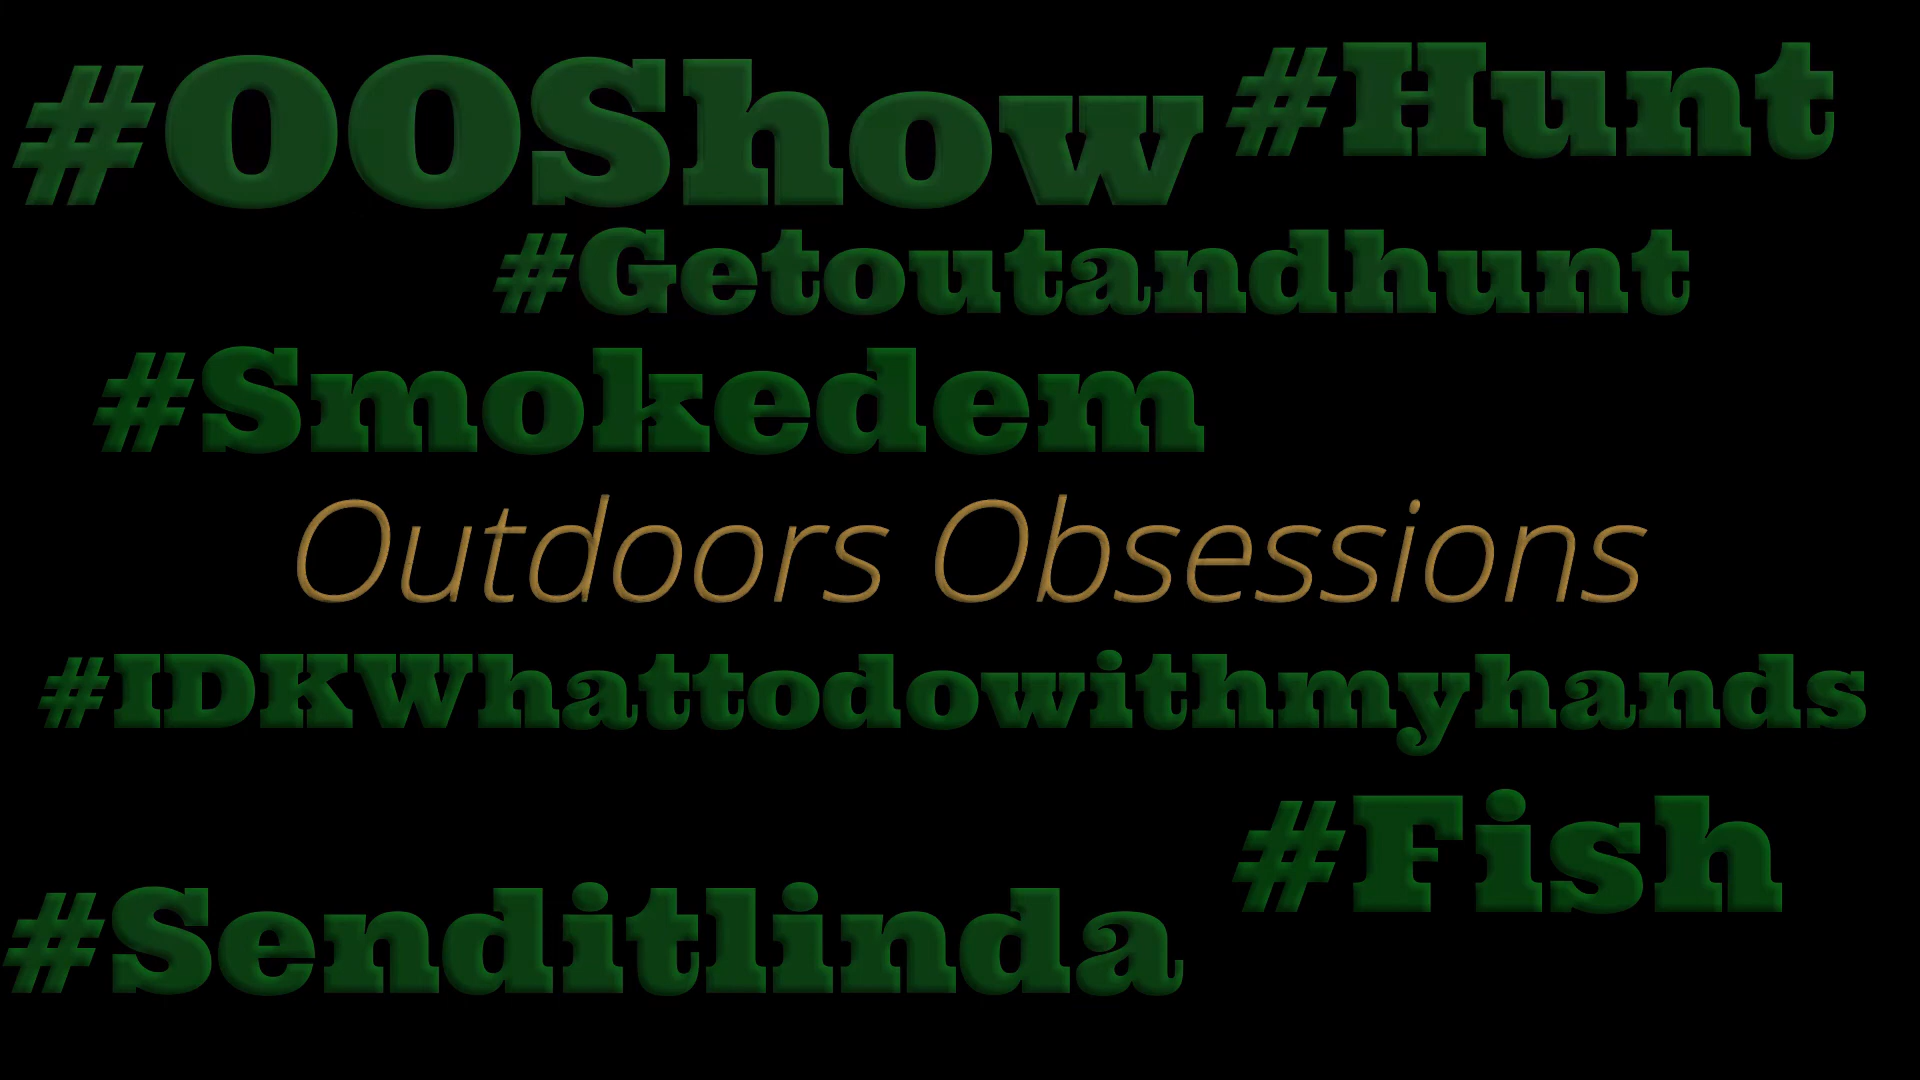 #OOShow #Hunt
#Getoutandhunt
#Smokedem
Outdoors Obsessions
#IDKWhattodowithmyhands
#Fish
#Senditlinda